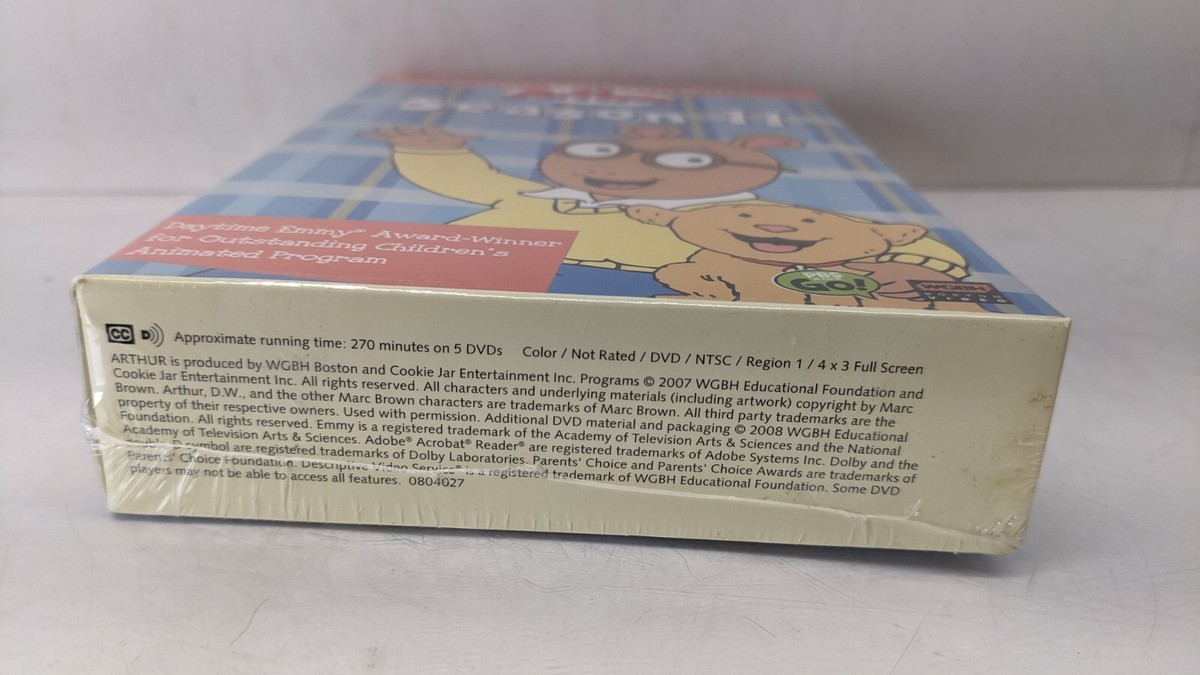 Arthur
Season 11
Daytime Emmy® Award-Winner
for Outstanding Children's
Animated Program
PBS
KIDS
GO!
WGBH
CC D))) Approximate running time: 270 minutes on 5 DVDs Color / Not Rated / DVD / NTSC / Region 1 / 4 x 3 Full Screen
ARTHUR is produced by WGBH Boston and Cookie Jar Entertainment Inc. Programs © 2007 WGBH Educational Foundation and
Cookie Jar Entertainment Inc. All rights reserved. All characters and underlying materials (including artwork) copyright by Marc
Brown. Arthur, D.W., and the other Marc Brown characters are trademarks of Marc Brown. All third party trademarks are the
property of their respective owners. Used with permission. Additional DVD material and packaging © 2008 WGBH Educational
Foundation. All rights reserved. Emmy is a registered trademark of the Academy of Television Arts & Sciences and the National
Academy of Television Arts & Sciences. Adobe® Acrobat® Reader® are registered trademarks of Adobe Systems Inc. Dolby and the
double-D symbol are registered trademarks of Dolby Laboratories. Parents' Choice and Parents' Choice Awards are trademarks of
Parents' Choice Foundation. Descriptive Video Service® is a registered trademark of WGBH Educational Foundation. Some DVD
players may not be able to access all features. 0804027